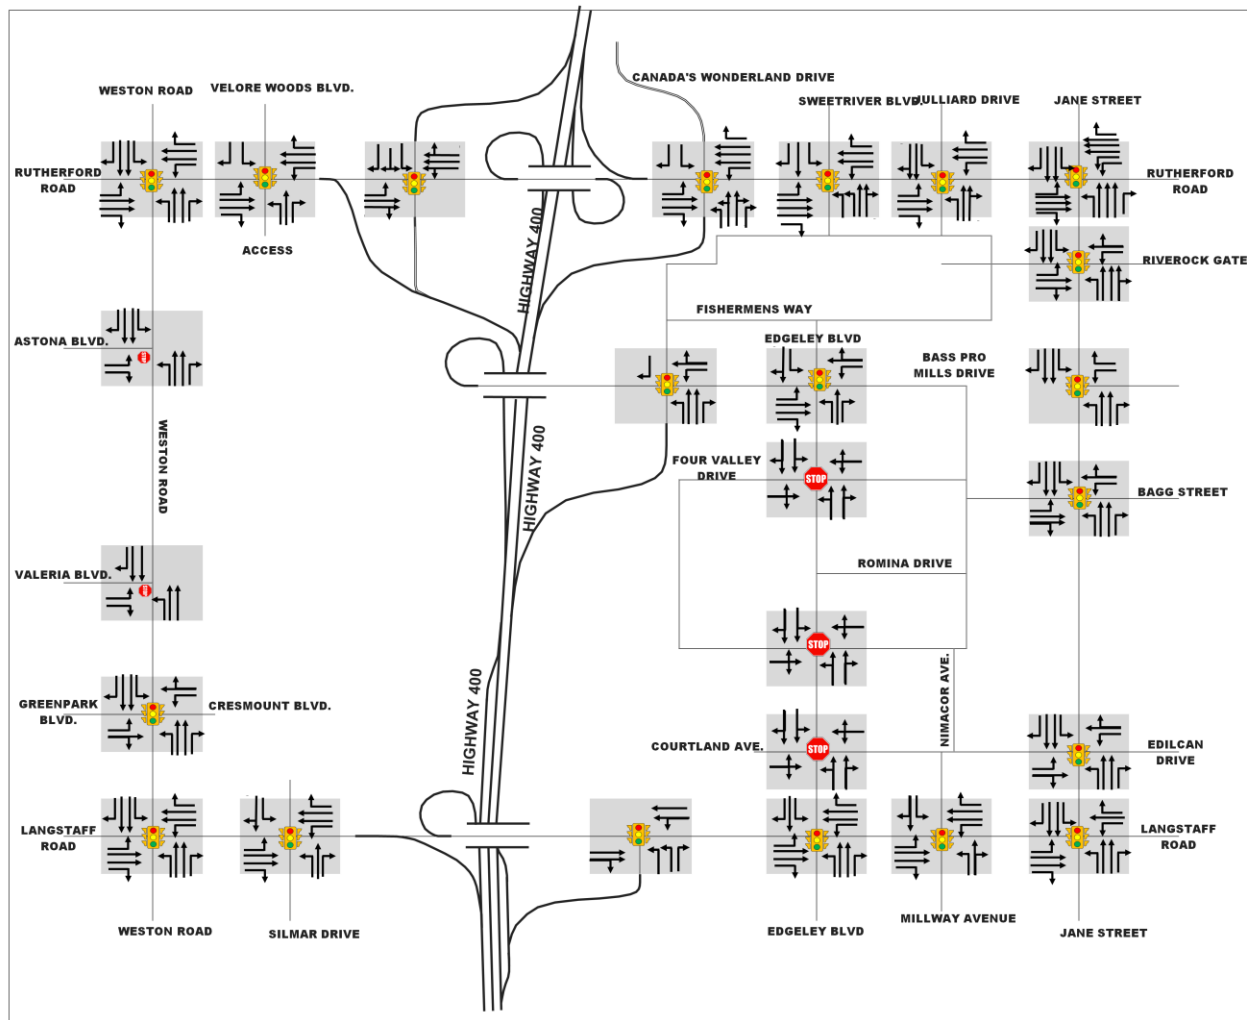 CANADA'S WONDERLAND DRIVE
WESTON ROAD
VELORE WOODS BLVD.
SWEETRIVER BLVD.
JULLIARD DRIVE
JANE STREET
RUTHERFORD
ROAD
RUTHERFORD
ROAD
ACCESS
HIGHWAY 400
RIVEROCK GATE
FISHERMENS WAY
ASTONA BLVD.
EDGELEY BLVD
BASS PRO
MILLS DRIVE
WESTON ROAD
HIGHWAY 400
FOUR VALLEY
DRIVE
STOP
BAGG STREET
ROMINA DRIVE
VALERIA BLVD.
STOP
NIMACOR AVE.
HIGHWAY 400
GREENPARK
BLVD.
CRESMOUNT BLVD.
COURTLAND AVE.
STOP
EDILCAN
DRIVE
LANGSTAFF
ROAD
LANGSTAFF
ROAD
WESTON ROAD
SILMAR DRIVE
EDGELEY BLVD
MILLWAY AVENUE
JANE STREET